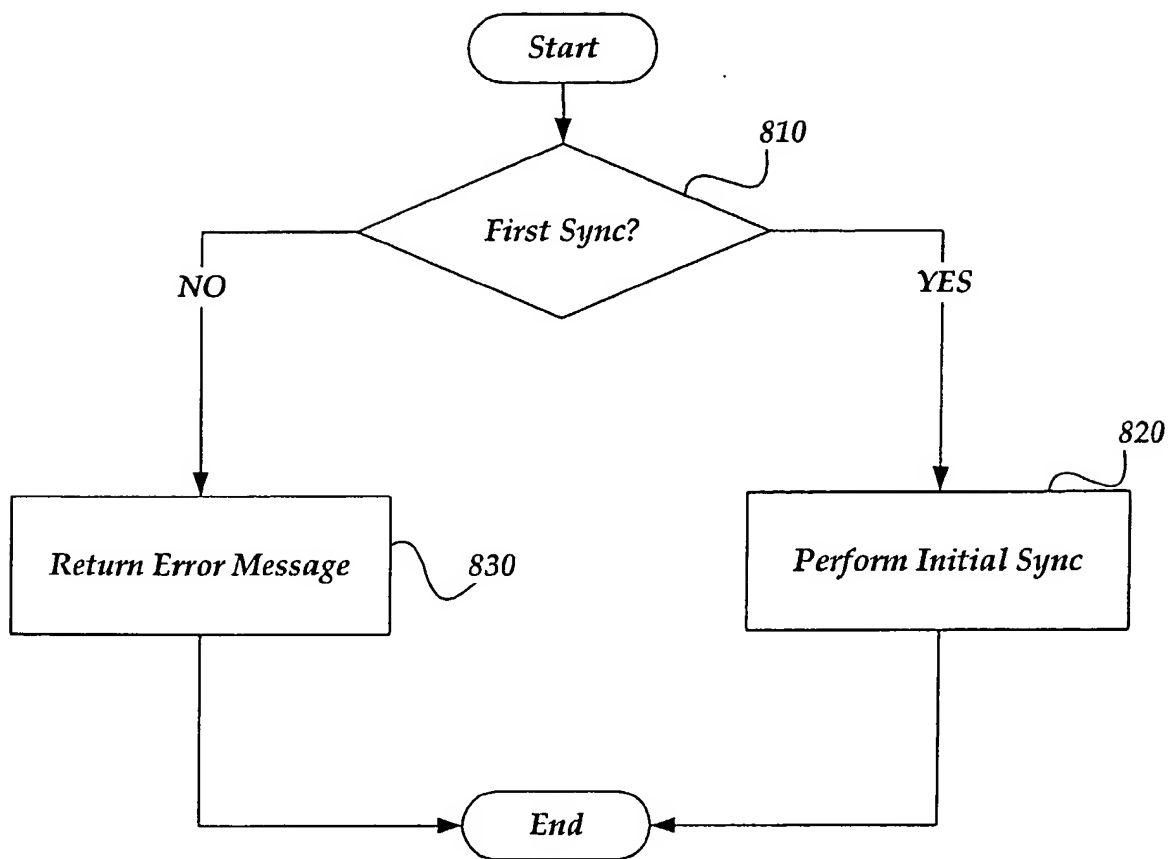 Start
810
First Sync?
NO
YES
820
Return Error Message
830
Perform Initial Sync
End